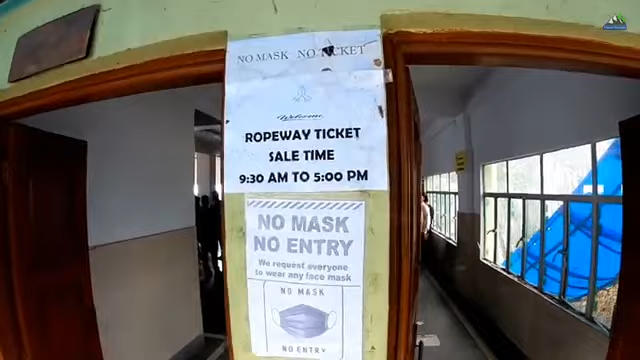 NO MASK NO TICKET
Welcome
ROPEWAY TICKET
SALE TIME
9:30 AM TO 5:00 PM
NO MASK
NO ENTRY
We request everyone
to wear any face mask
NO MASK
NO ENTRY